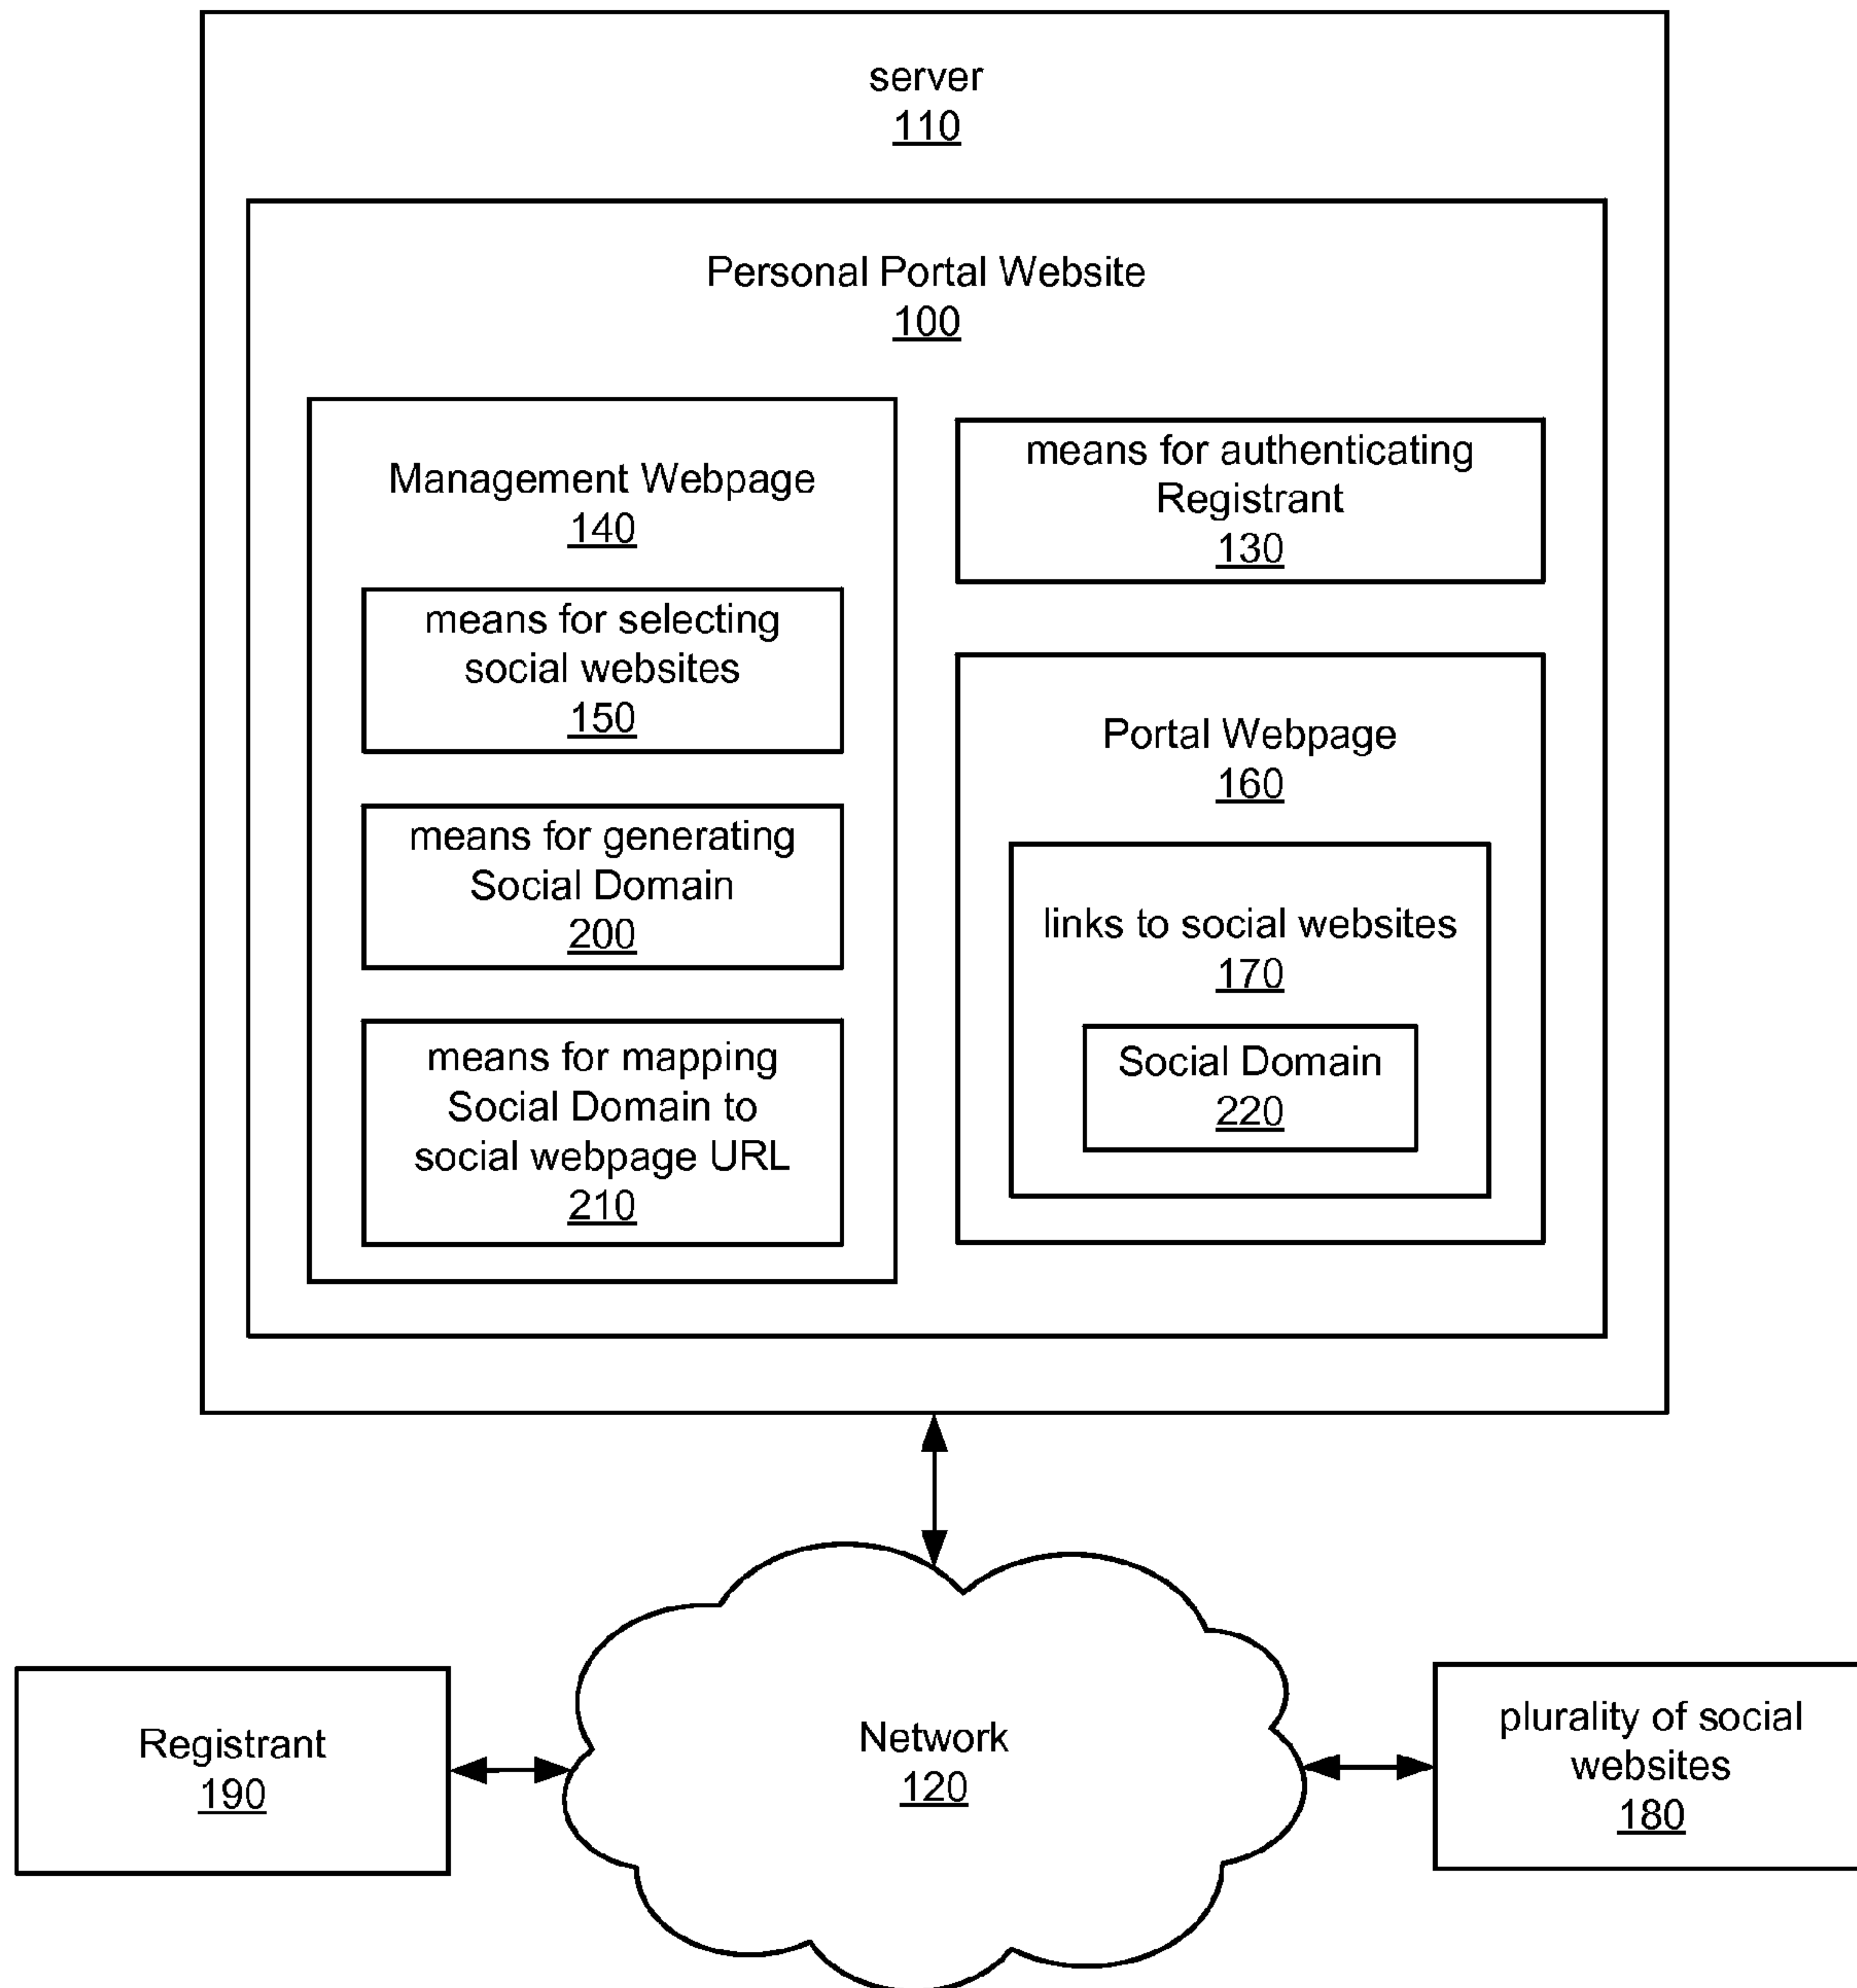 server
110
Personal Portal Website
100
Management Webpage
140
means for selecting
social websites
150
means for generating
Social Domain
200
means for mapping
Social Domain to
social webpage URL
210
means for authenticating
Registrant
130
Portal Webpage
160
links to social websites
170
Social Domain
220
Registrant
190
Network
120
plurality of social
websites
180